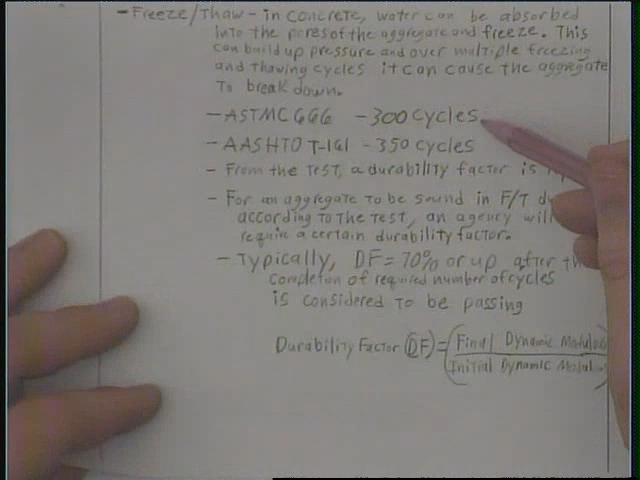 - Freeze/Thaw - in concrete, water can be absorbed
into the pores of the aggregate and freeze. This
can build up pressure and over multiple freezing
and thawing cycles it can cause the aggregate
To break down.
- ASTM C666 - 300 cycles
- AASHTO T-161 - 350 cycles
- From the Test, a durability factor is
- For an aggregate to be sound in F/T
according to the Test, an agency will
require a certain durability factor.
- Typically, DF = 70% or up after
completion of required number of cycles
is considered to be passing
Durability Factor (DF) = (Final Dynamic Modulus
Initial Dynamic Modulus